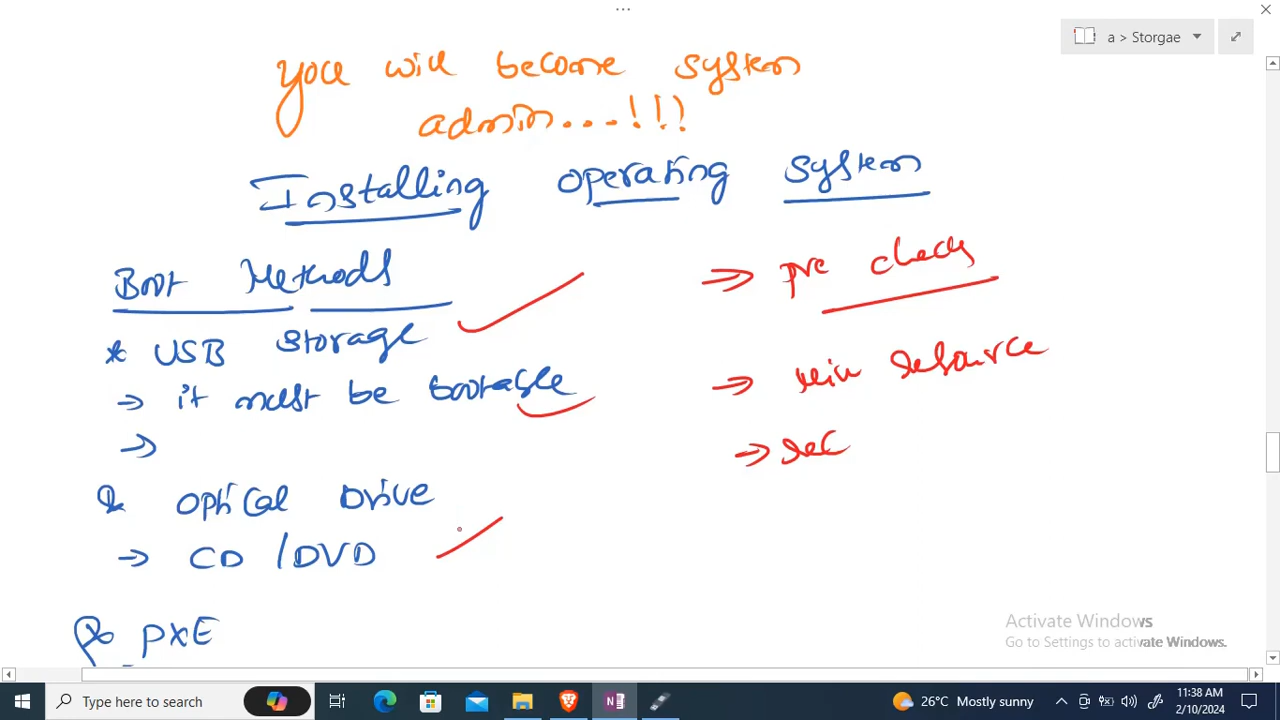 a > Storgae
you will become system
admin...!!!
Installing operating system
Boot Methods
* USB Storage
→ it must be bootable
→
optical Drive
→ CD /DVD
PXE
⇒ pre check
→ min resource
→ sec
Activate Windows
Go to Settings to activate Windows.
Type here to search
26°C Mostly sunny
11:38 AM
2/10/2024